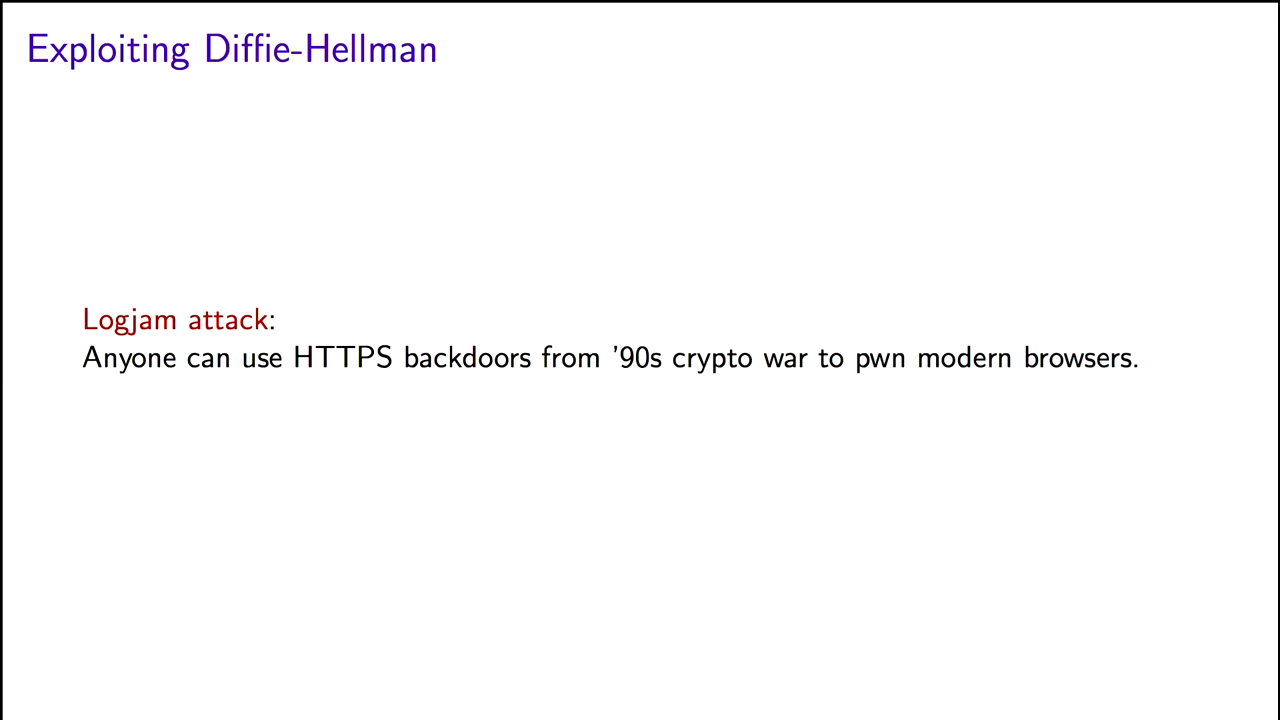 Exploiting Diffie-Hellman
Logjam attack:
Anyone can use HTTPS backdoors from ’90s crypto war to pwn modern browsers.